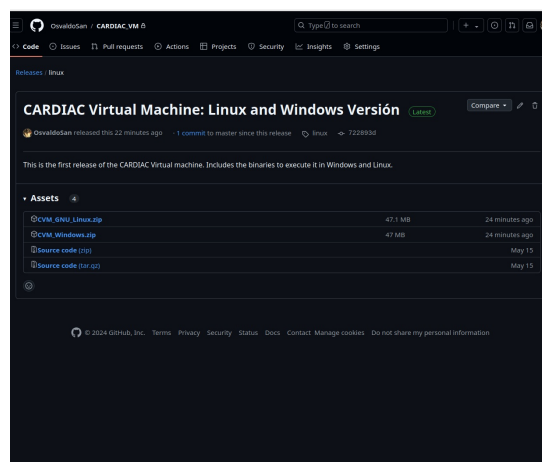 OsvaldoSan / CARDIAC_VM
Type / to search
Code Issues Pull requests Actions Projects Security Insights Settings
Releases / linux
CARDIAC Virtual Machine: Linux and Windows Versión Latest
Compare
OsvaldoSan released this 22 minutes ago · 1 commit to master since this release linux 722893d
This is the first release of the CARDIAC Virtual machine. Includes the binaries to execute it in Windows and Linux.
Assets 4
CVM_GNU_Linux.zip 47.1 MB 24 minutes ago
CVM_Windows.zip 47 MB 24 minutes ago
Source code (zip) May 15
Source code (tar.gz) May 15
© 2024 GitHub, Inc. Terms Privacy Security Status Docs Contact Manage cookies Do not share my personal information